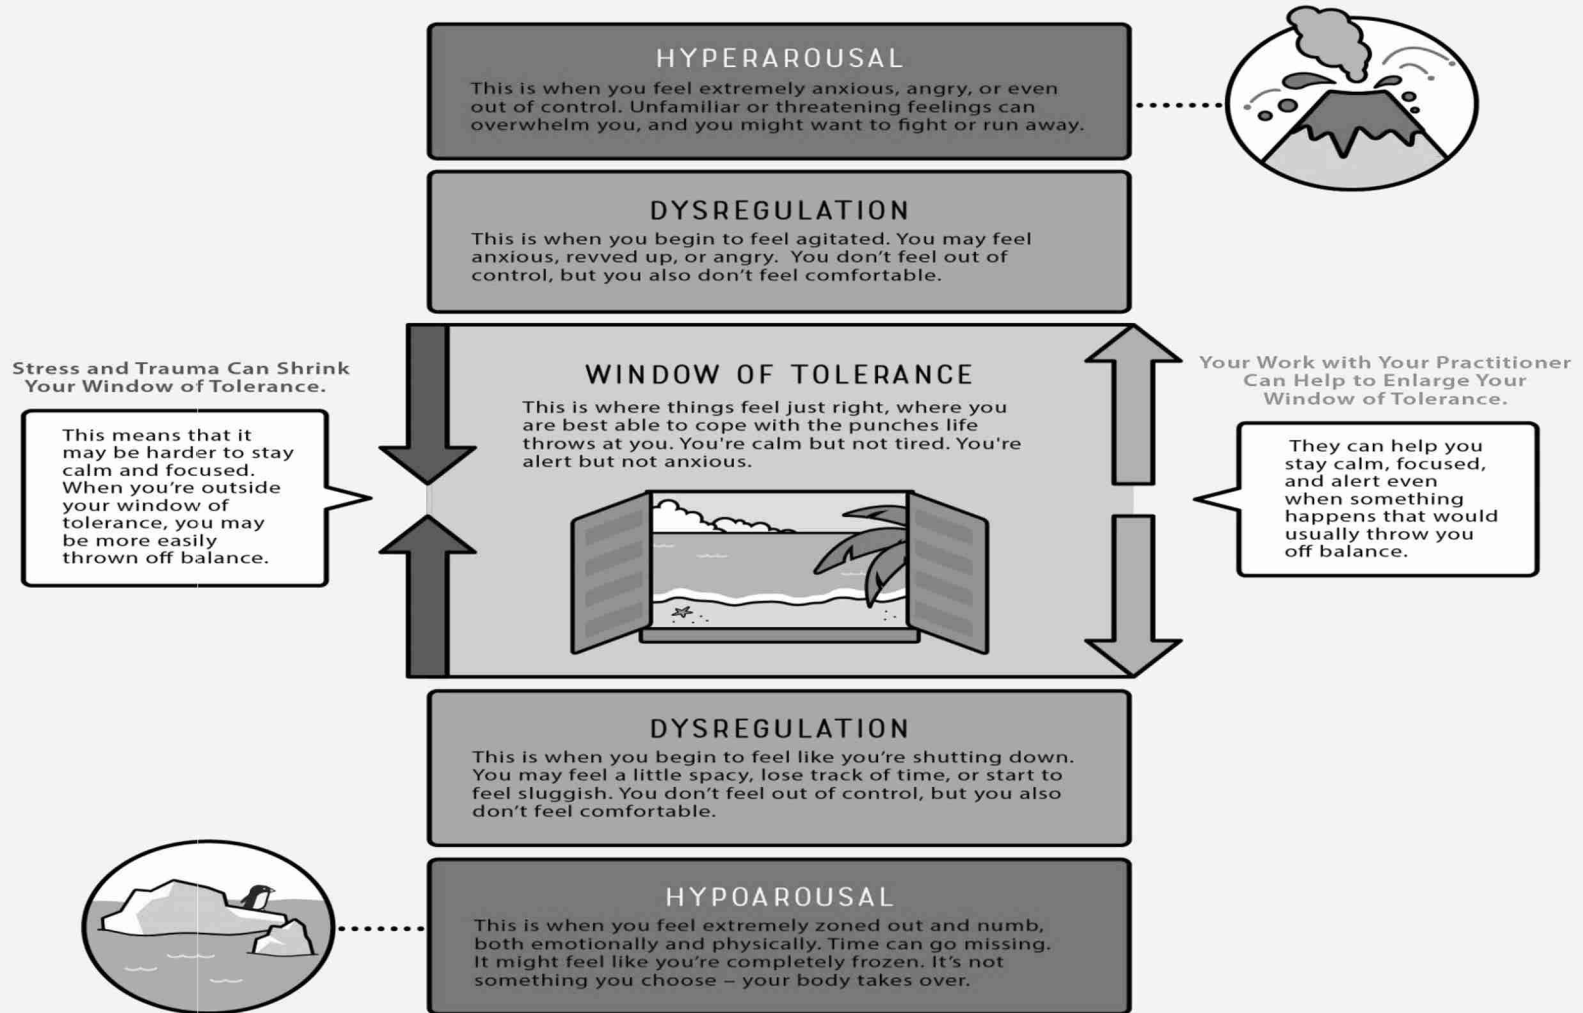 HYPERAROUSAL
This is when you feel extremely anxious, angry, or even
out of control. Unfamiliar or threatening feelings can
overwhelm you, and you might want to fight or run away.
DYSREGULATION
This is when you begin to feel agitated. You may feel
anxious, revved up, or angry.  You don’t feel out of
control, but you also don’t feel comfortable.
Stress and Trauma Can Shrink
Your Window of Tolerance.
This means that it
may be harder to stay
calm and focused.
When you’re outside
your window of
tolerance, you may
be more easily
thrown off balance.
WINDOW OF TOLERANCE
This is where things feel just right, where you
are best able to cope with the punches life
throws at you. You're calm but not tired. You're
alert but not anxious.
Your Work with Your Practitioner
Can Help to Enlarge Your
Window of Tolerance.
They can help you
stay calm, focused,
and alert even
when something
happens that would
usually throw you
off balance.
DYSREGULATION
This is when you begin to feel like you’re shutting down.
You may feel a little spacy, lose track of time, or start to
feel sluggish. You don’t feel out of control, but you also
don’t feel comfortable.
HYPOAROUSAL
This is when you feel extremely zoned out and numb,
both emotionally and physically. Time can go missing.
It might feel like you’re completely frozen. It’s not
something you choose – your body takes over.